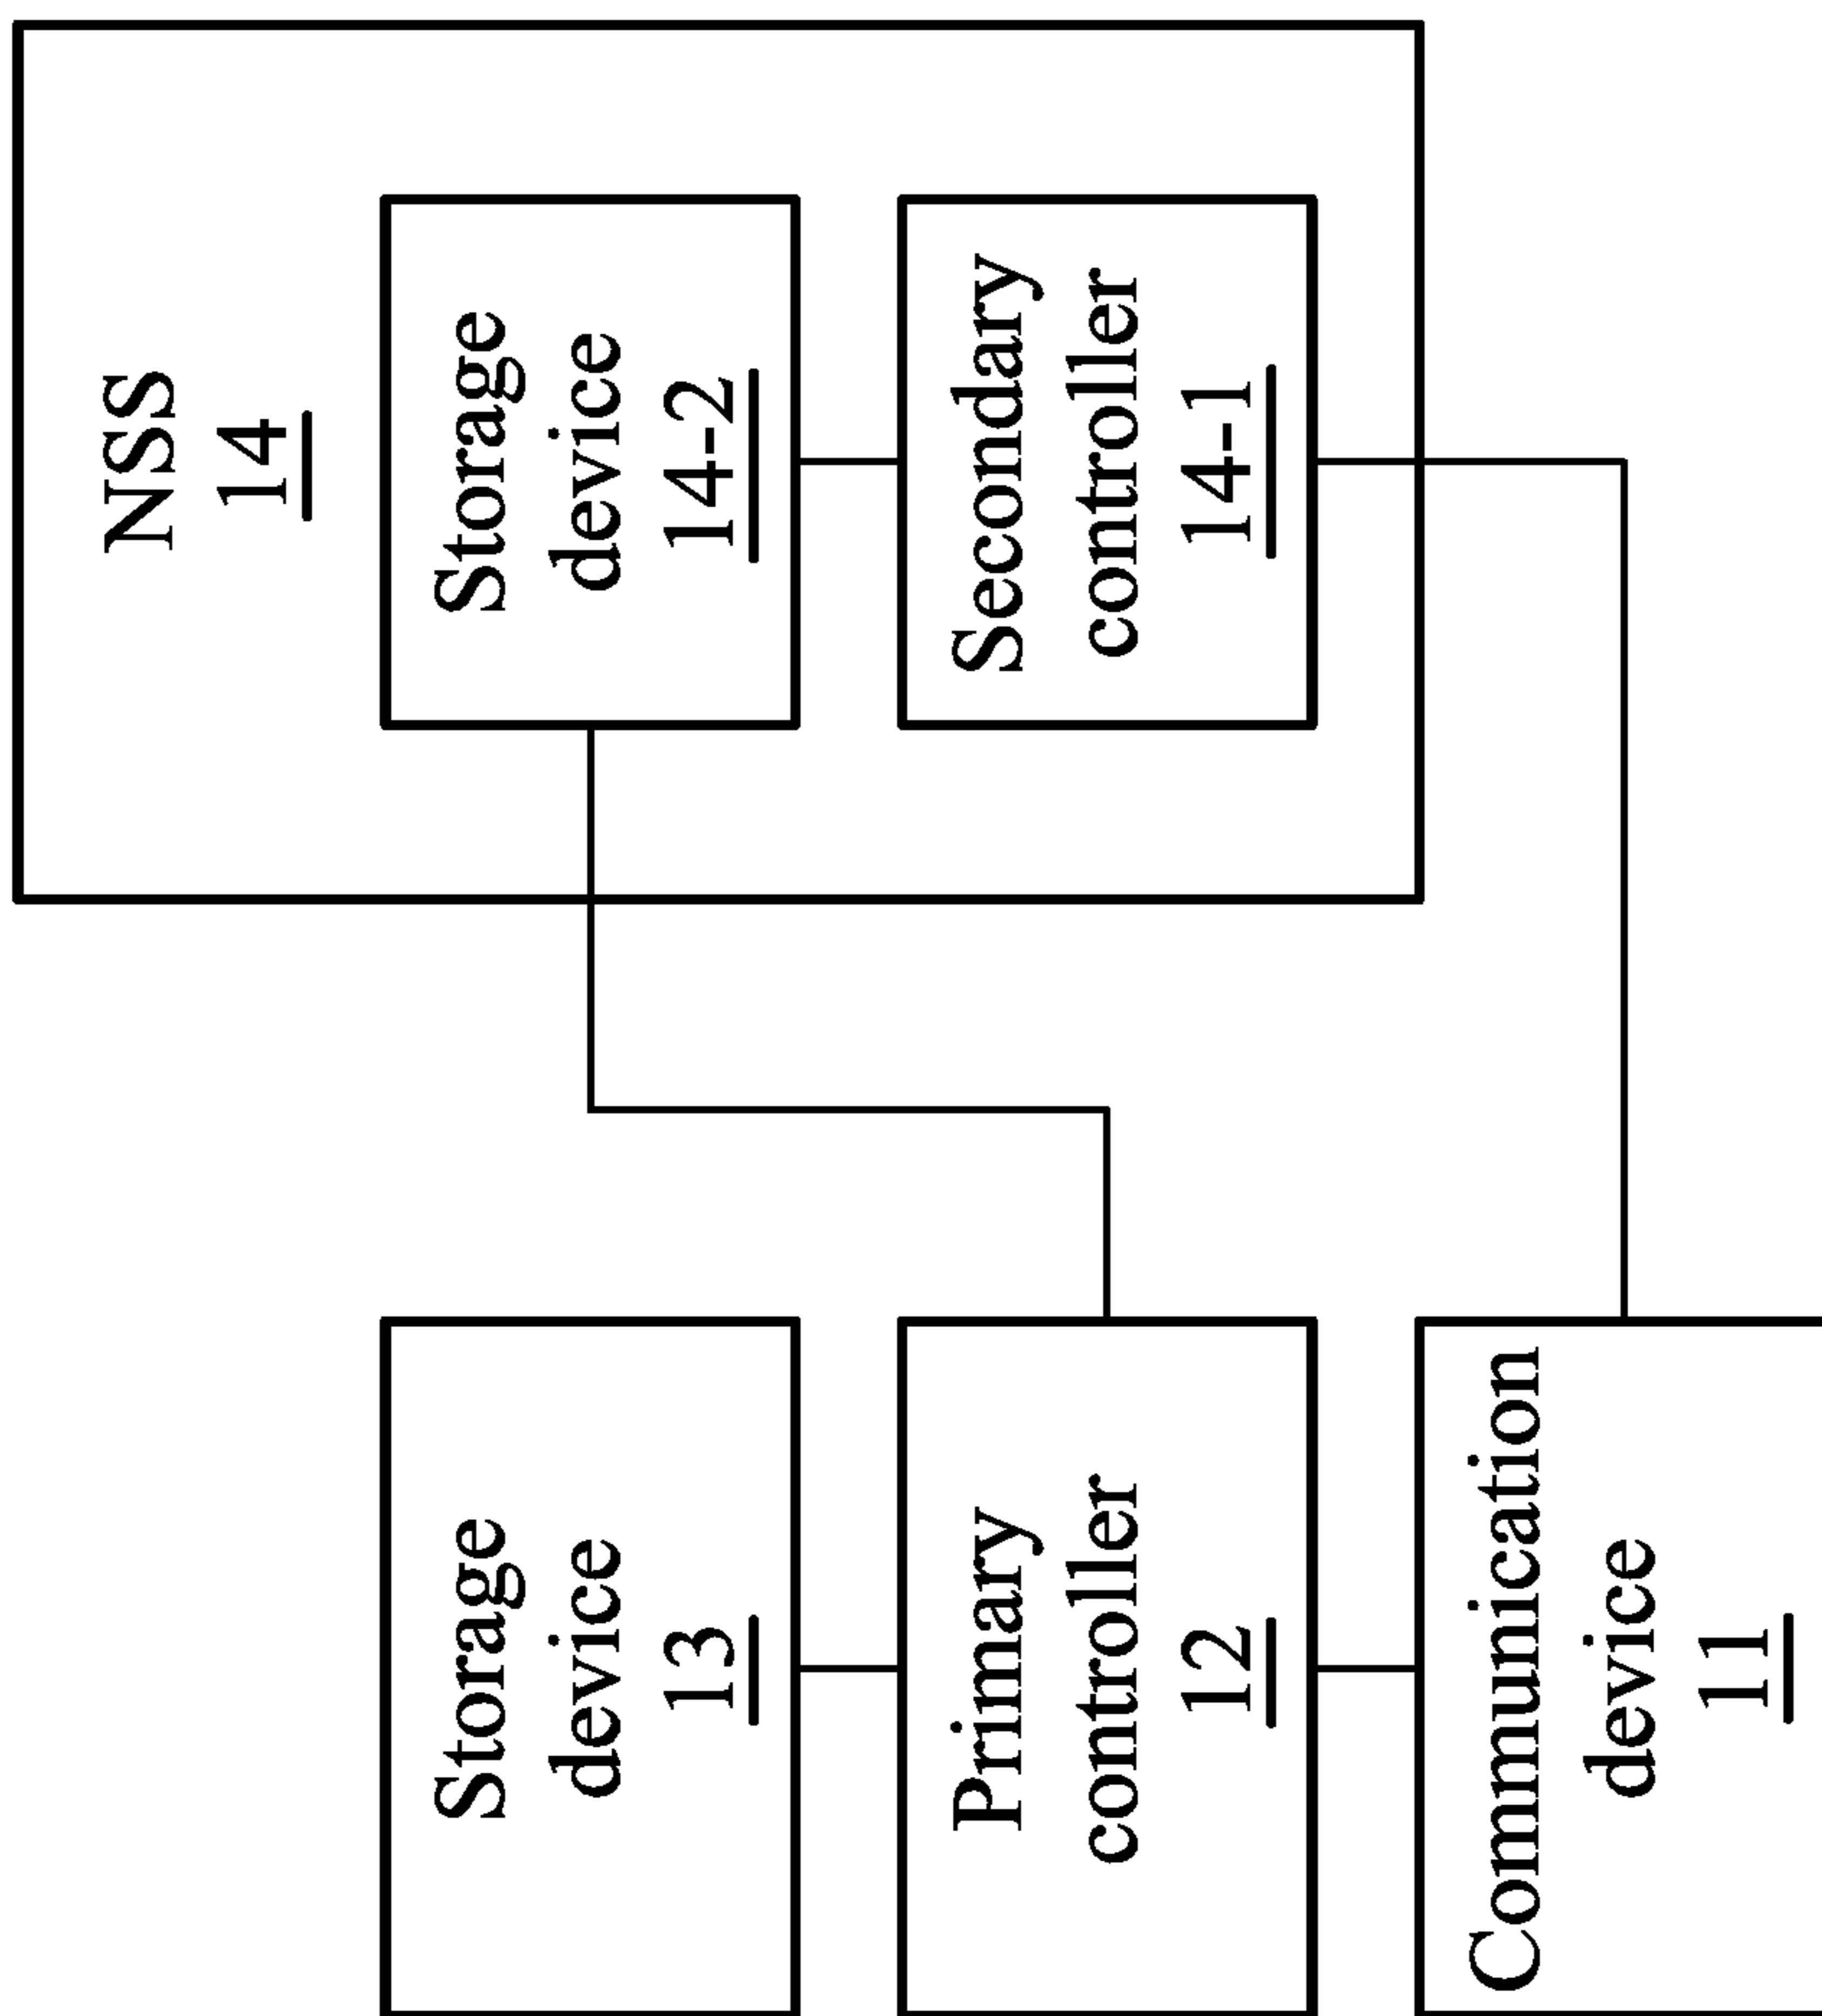 NSS
14
Storage
device
14-2
Secondary
controller
14-1
Storage
device
13
Primary
controller
12
Communication
device
11